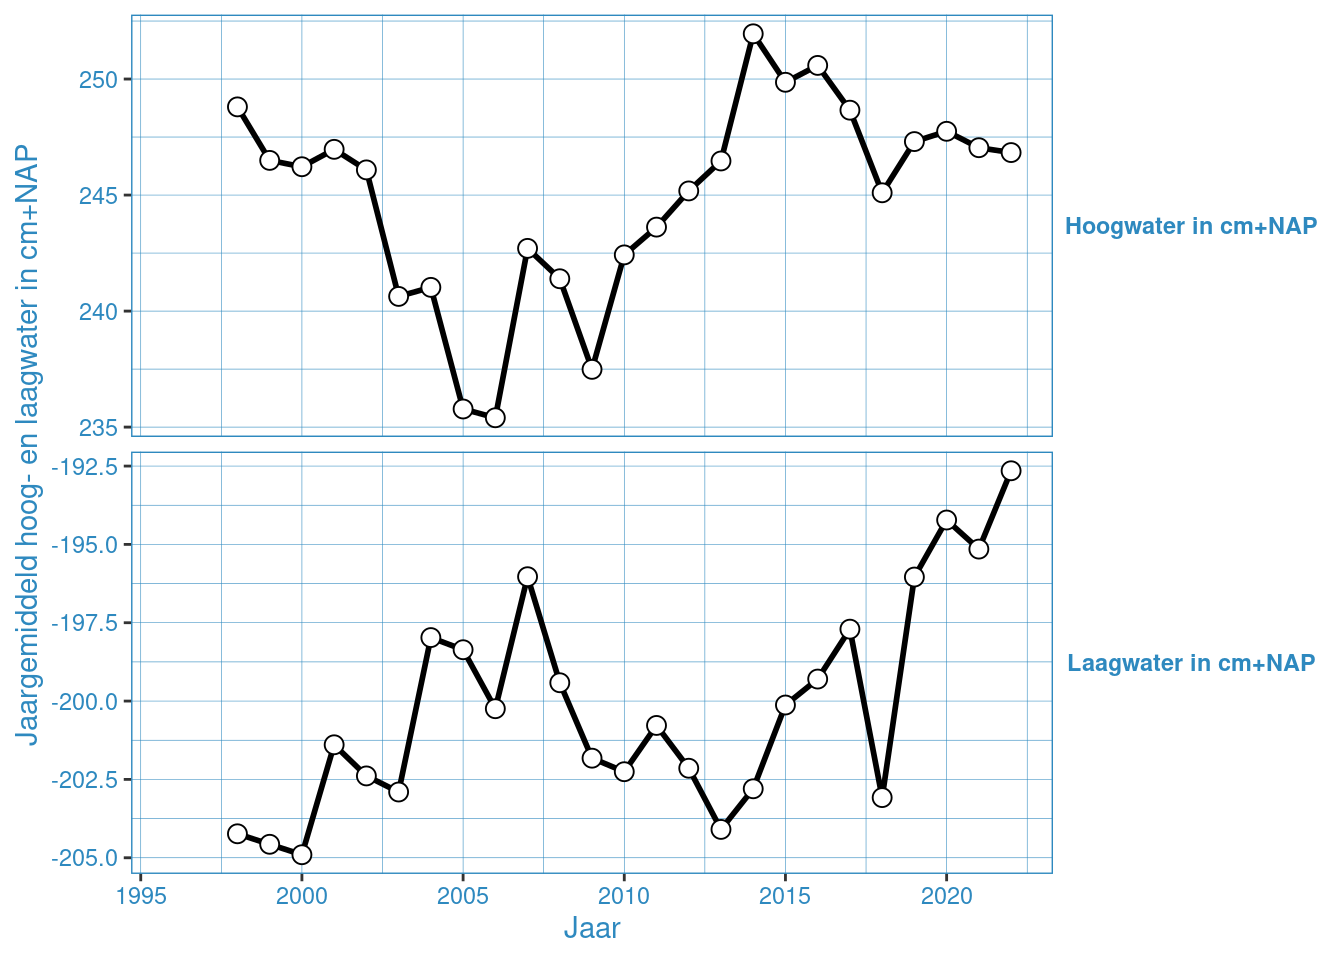 Jaargemiddeld hoog- en laagwater in cm+NAP
250
245
240
235
Hoogwater in cm+NAP
-192.5
-195.0
-197.5
-200.0
-202.5
-205.0
Laagwater in cm+NAP
1995 2000 2005 2010 2015 2020
Jaar